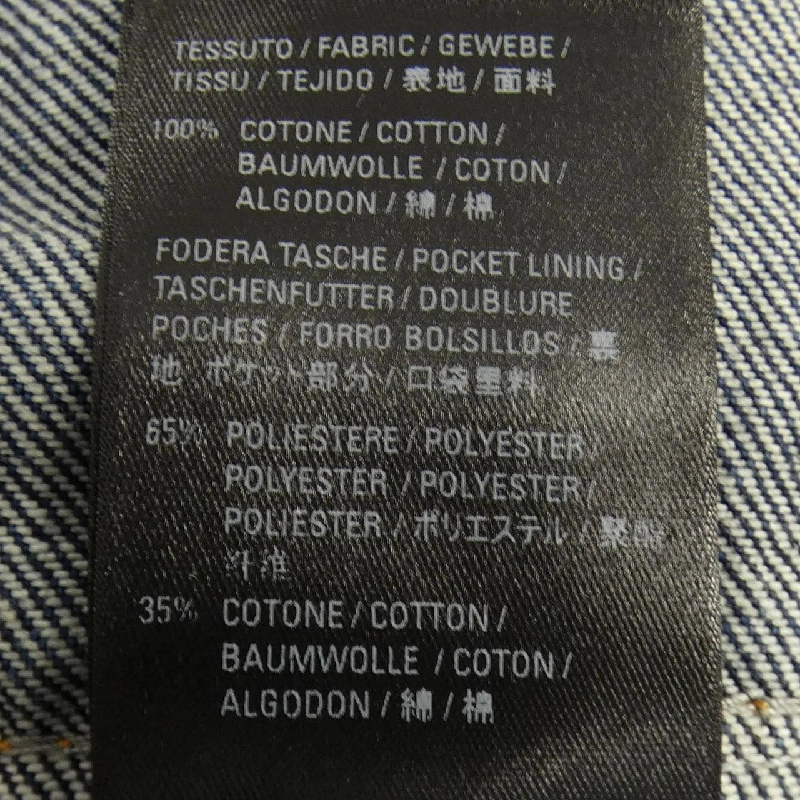 TESSUTO / FABRIC / GEWEBE /
TISSU / TEJIDO / 表地 / 面料
100% COTONE / COTTON /
BAUMWOLLE / COTON /
ALGODON / 綿 / 棉
FODERA TASCHE / POCKET LINING /
TASCHENFUTTER / DOUBLURE
POCHES / FORRO BOLSILLOS / 裏
地 ポケット部分 / 口袋里料
65% POLIESTERE / POLYESTER /
POLYESTER / POLYESTER /
POLIESTER / ポリエステル / 聚酯
纤维
35% COTONE / COTTON /
BAUMWOLLE / COTON /
ALGODON / 綿 / 棉